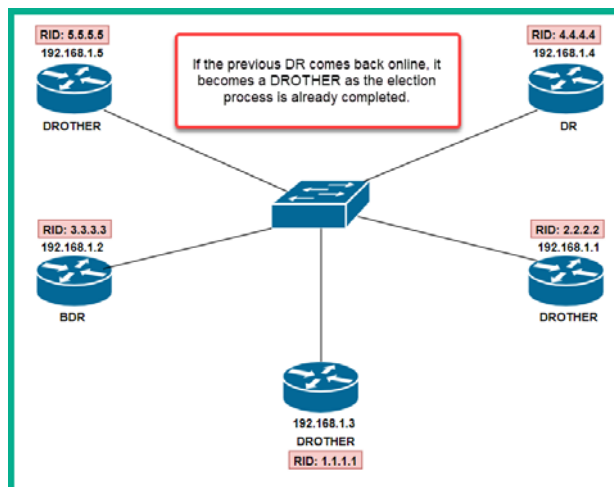 RID: 5.5.5.5
192.168.1.5
DROTHER
If the previous DR comes back online, it
becomes a DROTHER as the election
process is already completed.
RID: 4.4.4.4
192.168.1.4
DR
RID: 3.3.3.3
192.168.1.2
BDR
RID: 2.2.2.2
192.168.1.1
DROTHER
192.168.1.3
DROTHER
RID: 1.1.1.1